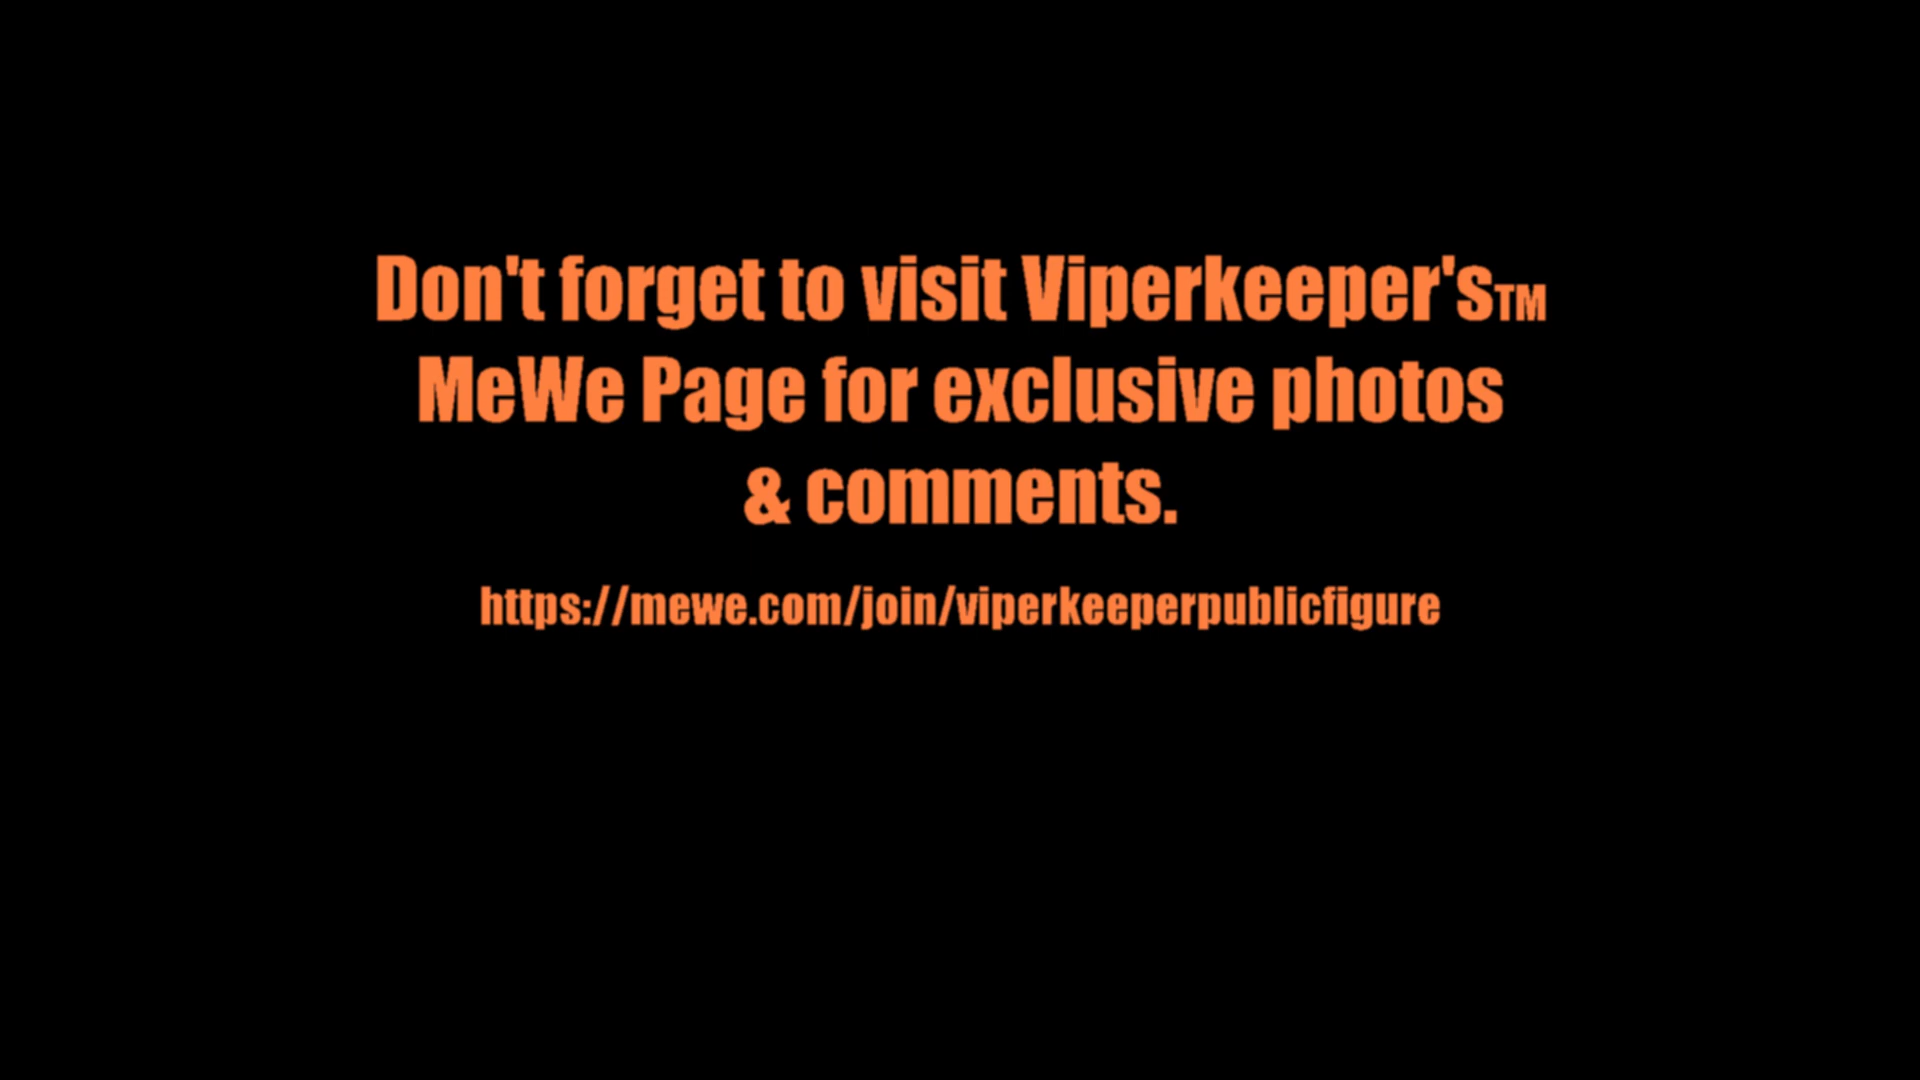 Don't forget to visit Viperkeeper's™
MeWe Page for exclusive photos
& comments.
https://mewe.com/join/viperkeeperpublicfigure